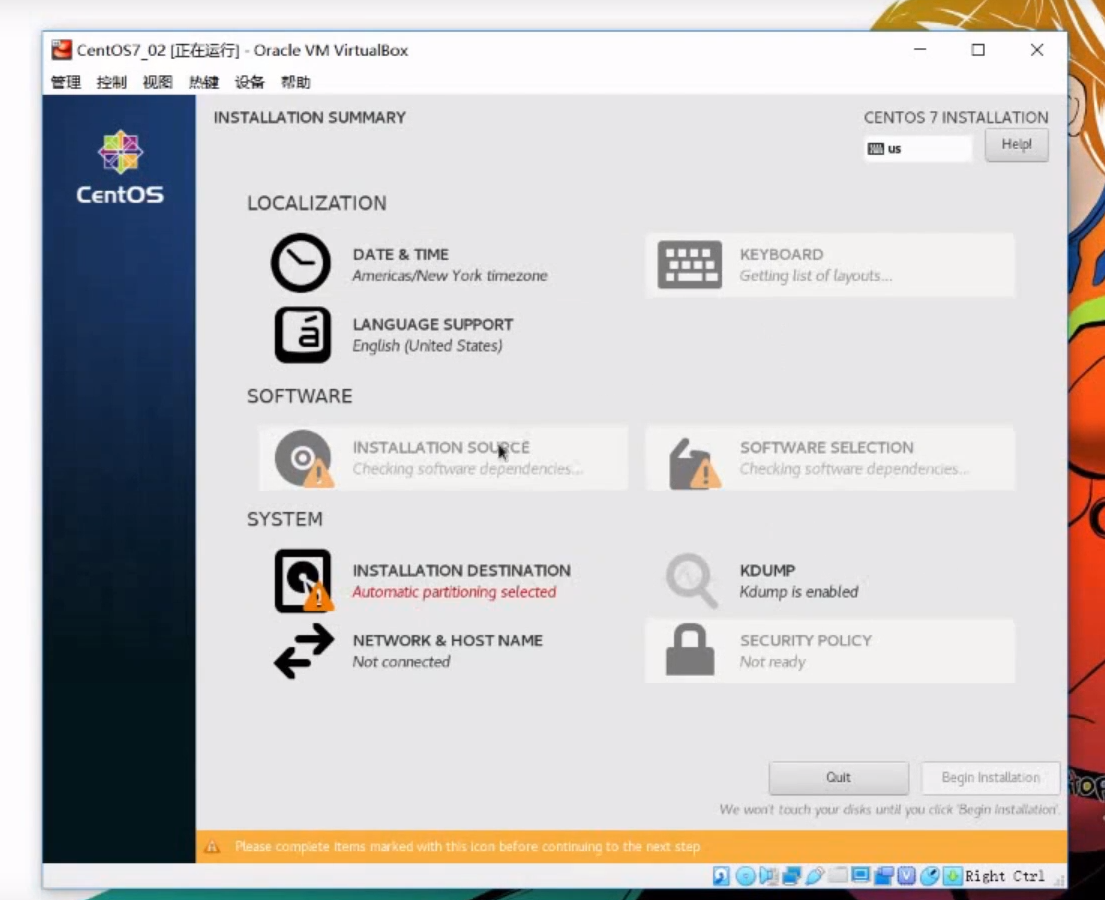 CentOS7_02 [正在运行] - Oracle VM VirtualBox
管理 控制 视图 热键 设备 帮助
INSTALLATION SUMMARY
CENTOS 7 INSTALLATION
us
Help!
CentOS
LOCALIZATION
DATE & TIME
Americas/New York timezone
KEYBOARD
Getting list of layouts...
á
LANGUAGE SUPPORT
English (United States)
SOFTWARE
INSTALLATION SOURCE
Checking software dependencies...
SOFTWARE SELECTION
Checking software dependencies...
SYSTEM
INSTALLATION DESTINATION
Automatic partitioning selected
KDUMP
Kdump is enabled
NETWORK & HOST NAME
Not connected
SECURITY POLICY
Not ready
Quit
Begin Installation
We won't touch your disks until you click 'Begin Installation'.
Please complete items marked with this icon before continuing to the next step.
Right Ctrl